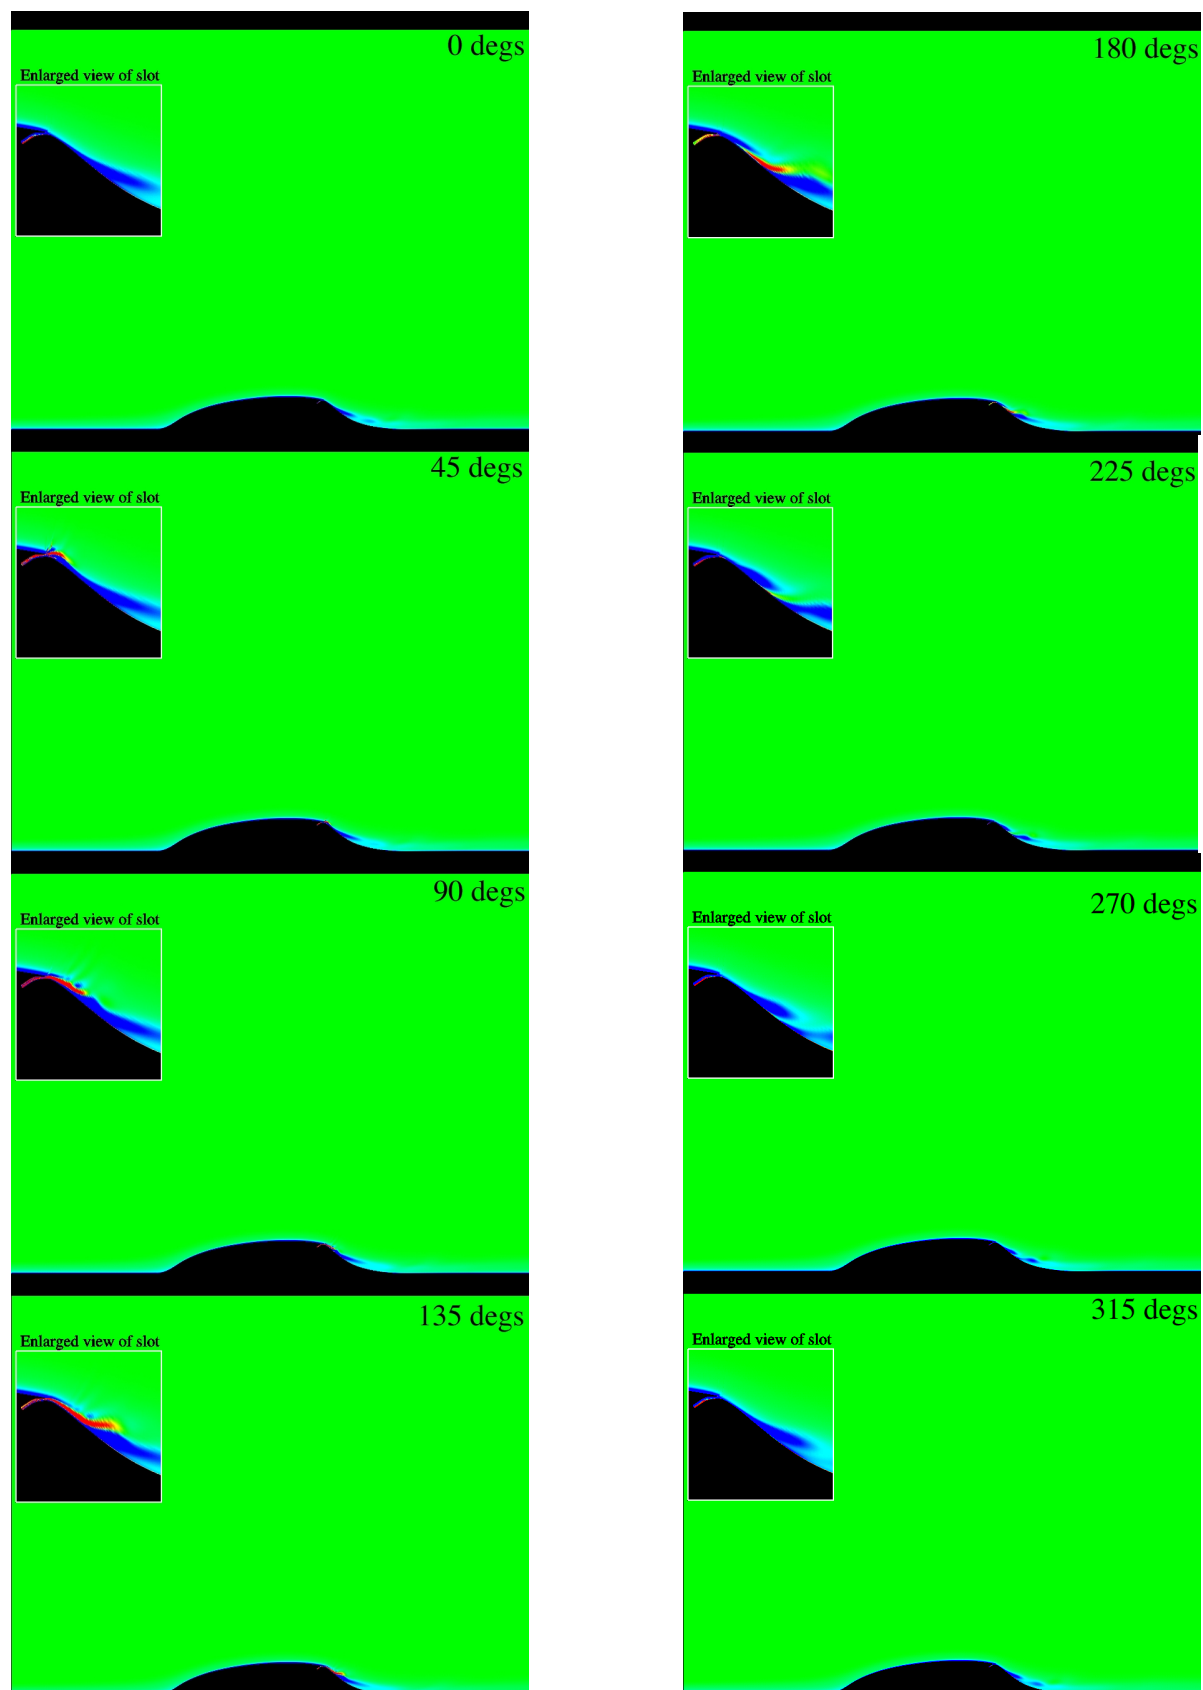 0 degs
Enlarged view of slot
45 degs
Enlarged view of slot
90 degs
Enlarged view of slot
135 degs
Enlarged view of slot
180 degs
Enlarged view of slot
225 degs
Enlarged view of slot
270 degs
Enlarged view of slot
315 degs
Enlarged view of slot